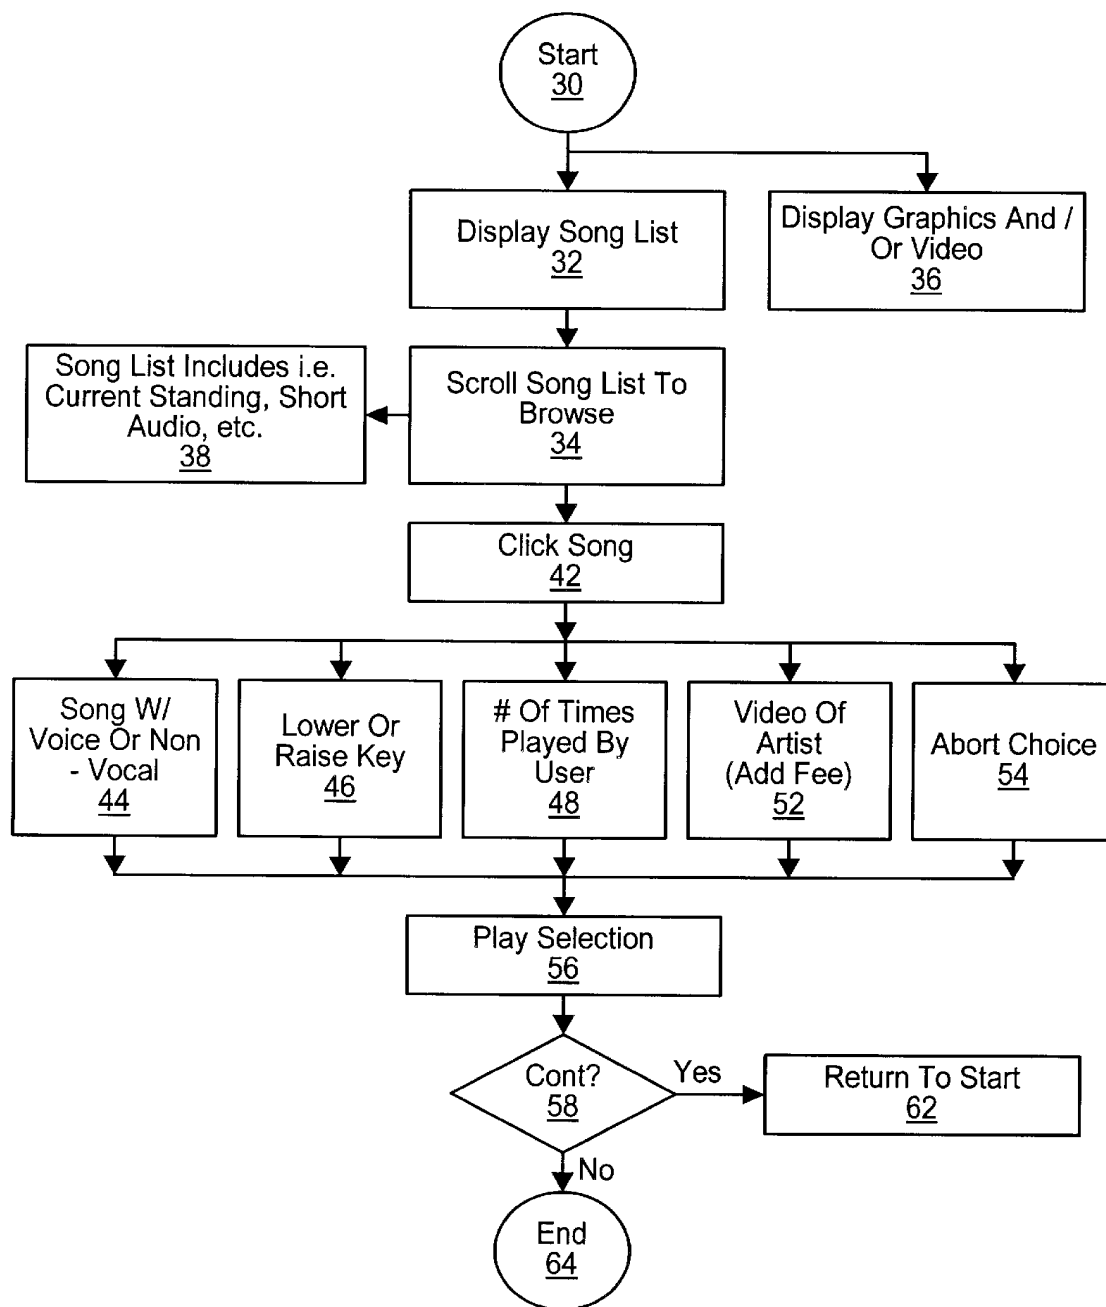 Start
30
Display Song List
32
Display Graphics And /
Or Video
36
Song List Includes i.e.
Current Standing, Short
Audio, etc.
38
Scroll Song List To
Browse
34
Click Song
42
Song W/
Voice Or Non
- Vocal
44
Lower Or
Raise Key
46
# Of Times
Played By
User
48
Video Of
Artist
(Add Fee)
52
Abort Choice
54
Play Selection
56
Cont?
58
Yes
Return To Start
62
No
End
64